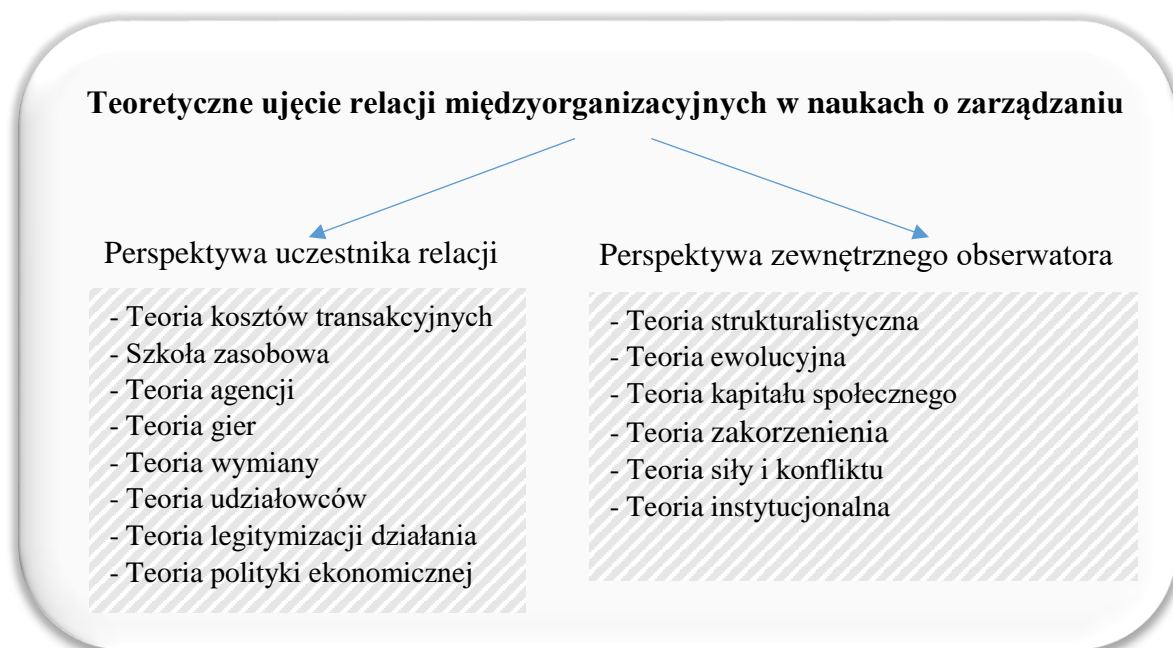 Teoretyczne ujęcie relacji międzyorganizacyjnych w naukach o zarządzaniu
Perspektywa uczestnika relacji
- Teoria kosztów transakcyjnych
- Szkoła zasobowa
- Teoria agencji
- Teoria gier
- Teoria wymiany
- Teoria udziałowców
- Teoria legitymizacji działania
- Teoria polityki ekonomicznej
Perspektywa zewnętrznego obserwatora
- Teoria strukturalistyczna
- Teoria ewolucyjna
- Teoria kapitału społecznego
- Teoria zakorzenienia
- Teoria siły i konfliktu
- Teoria instytucjonalna